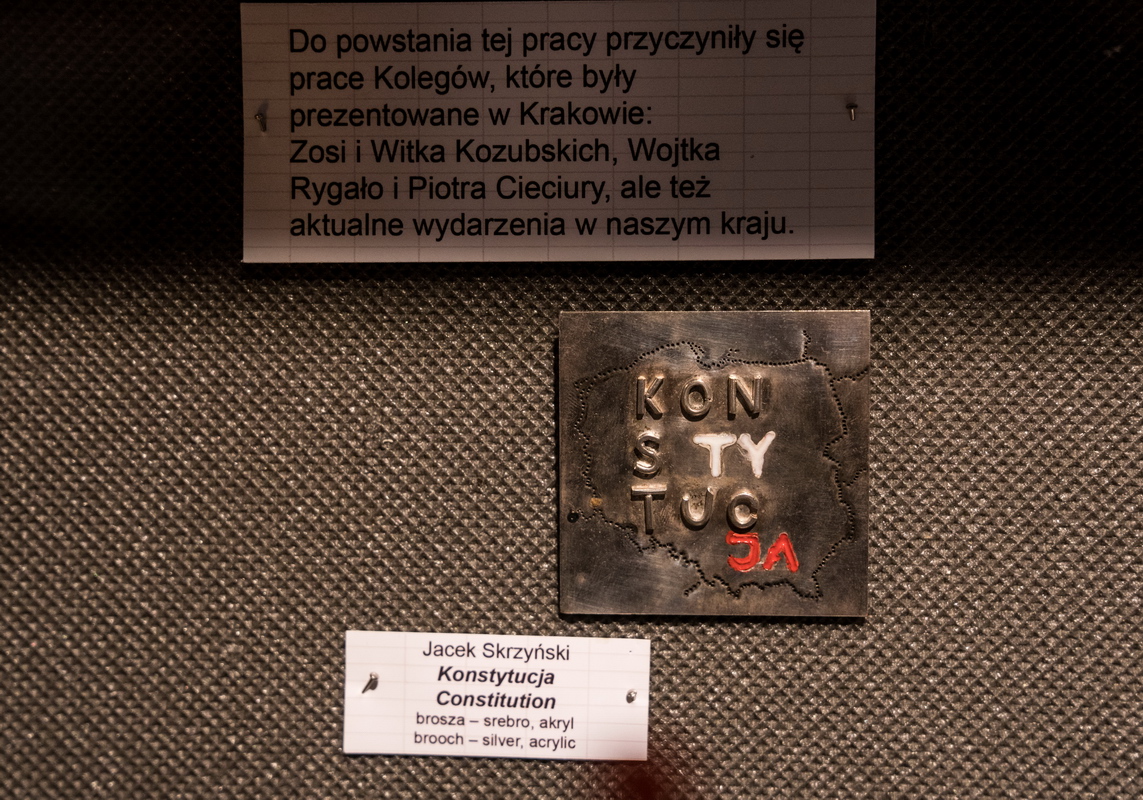 Do powstania tej pracy przyczyniły się
prace Kolegów, które były
prezentowane w Krakowie:
Zosi i Witka Kozubskich, Wojtka
Rygało i Piotra Cieciury, ale też
aktualne wydarzenia w naszym kraju.
KON
S TY
TUC
JA
Jacek Skrzyński
Konstytucja
Constitution
brosza – srebro, akryl
brooch – silver, acrylic